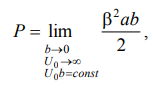 P = lim β²ab / 2 ,
b→0
U₀→∞
U₀b=const